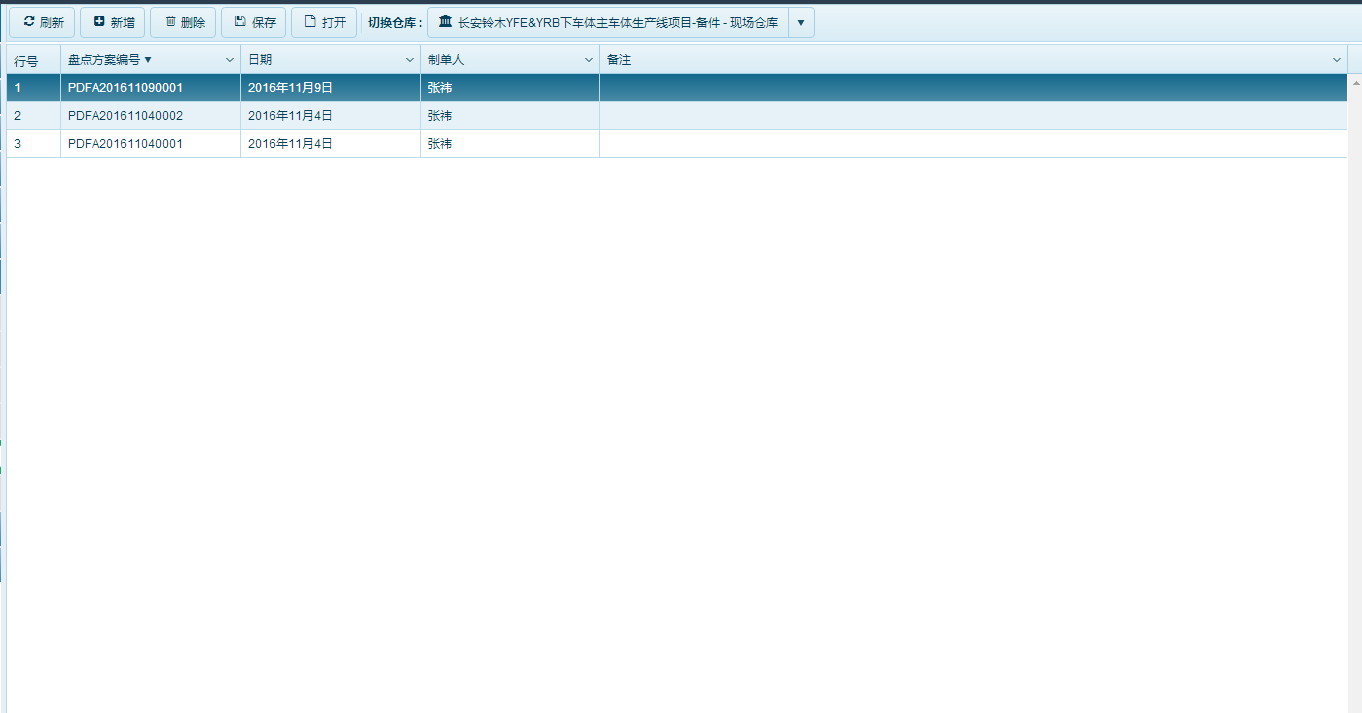 刷新 新增 删除 保存 打开 切换仓库: 长安铃木YFE&YRB下车体主车体生产线项目-备件 - 现场仓库
行号 盘点方案编号 日期 制单人 备注
1 PDFA201611090001 2016年11月9日 张祎
2 PDFA201611040002 2016年11月4日 张祎
3 PDFA201611040001 2016年11月4日 张祎